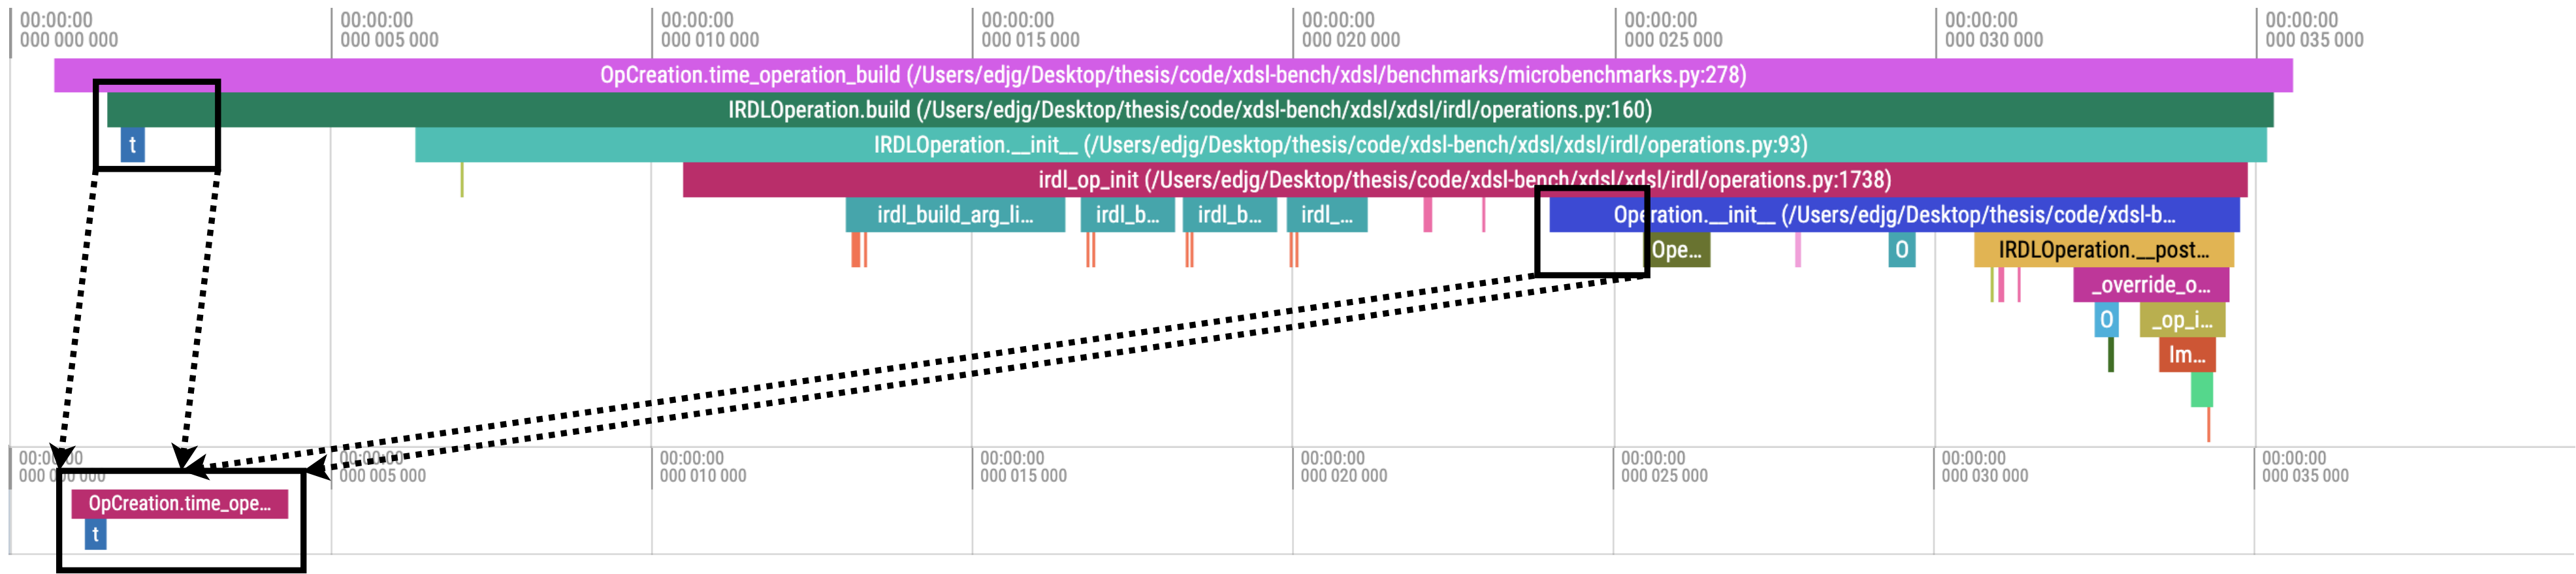 00:00:00 00:00:00 00:00:00 00:00:00 00:00:00 00:00:00 00:00:00 00:00:00
000 000 000 000 005 000 000 010 000 000 015 000 000 020 000 000 025 000 000 030 000 000 035 000
OpCreation.time_operation_build (/Users/edjg/Desktop/thesis/code/xdsl-bench/xdsl/benchmarks/microbenchmarks.py:278)
IRDLOperation.build (/Users/edjg/Desktop/thesis/code/xdsl-bench/xdsl/xdsl/irdl/operations.py:160)
t IRDLOperation.__init__ (/Users/edjg/Desktop/thesis/code/xdsl-bench/xdsl/xdsl/irdl/operations.py:93)
irdl_op_init (/Users/edjg/Desktop/thesis/code/xdsl-bench/xdsl/xdsl/irdl/operations.py:1738)
irdl_build_arg_li... irdl_b... irdl_b... irdl_... Operation.__init__ (/Users/edjg/Desktop/thesis/code/xdsl-b...
Ope... O IRDLOperation.__post...
_override_o...
O _op_i...
Im...
00:00:00 00:00:00 00:00:00 00:00:00 00:00:00 00:00:00 00:00:00 00:00:00
000 000 000 000 005 000 000 010 000 000 015 000 000 020 000 000 025 000 000 030 000 000 035 000
OpCreation.time_ope...
t